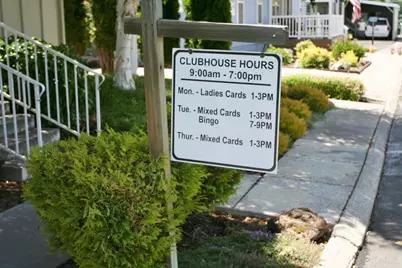 CLUBHOUSE HOURS
9:00am - 7:00pm
Mon. - Ladies Cards 1-3PM
Tue. - Mixed Cards 1-3PM
Bingo 7-9PM
Thur. - Mixed Cards 1-3PM